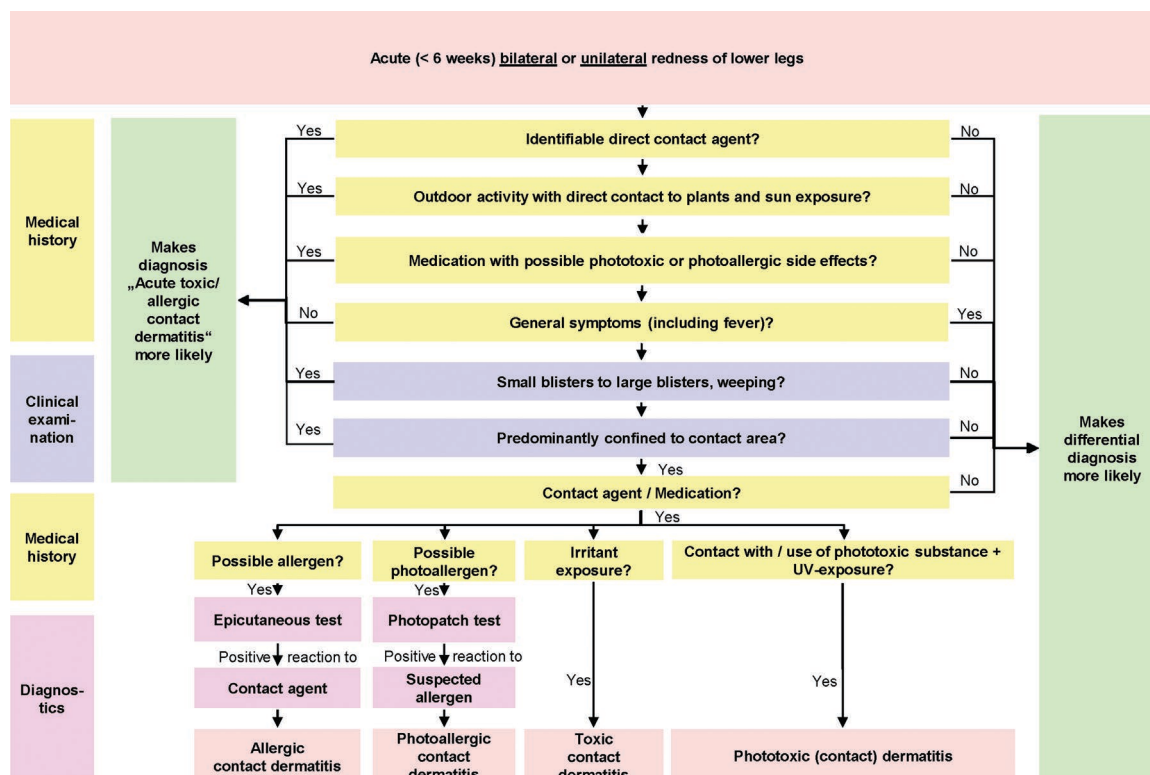 Acute (< 6 weeks) bilateral or unilateral redness of lower legs
Medical
history
Clinical
exami-
nation
Medical
history
Diagnos-
tics
Makes
diagnosis
„Acute toxic/
allergic
contact
dermatitis“
more likely
Yes
Identifiable direct contact agent?
No
Yes
Outdoor activity with direct contact to plants and sun exposure?
No
Yes
Medication with possible phototoxic or photoallergic side effects?
No
No
General symptoms (including fever)?
Yes
Yes
Small blisters to large blisters, weeping?
No
Yes
Predominantly confined to contact area?
No
Yes
Contact agent / Medication?
No
Yes
Makes
differential
diagnosis
more likely
Possible allergen?
Yes
Epicutaneous test
Positive reaction to
Contact agent
Allergic
contact dermatitis
Possible
photoallergen?
Yes
Photopatch test
Positive reaction to
Suspected
allergen
Photoallergic
contact
dermatitis
Irritant
exposure?
Yes
Toxic
contact
dermatitis
Contact with / use of phototoxic substance +
UV-exposure?
Yes
Phototoxic (contact) dermatitis